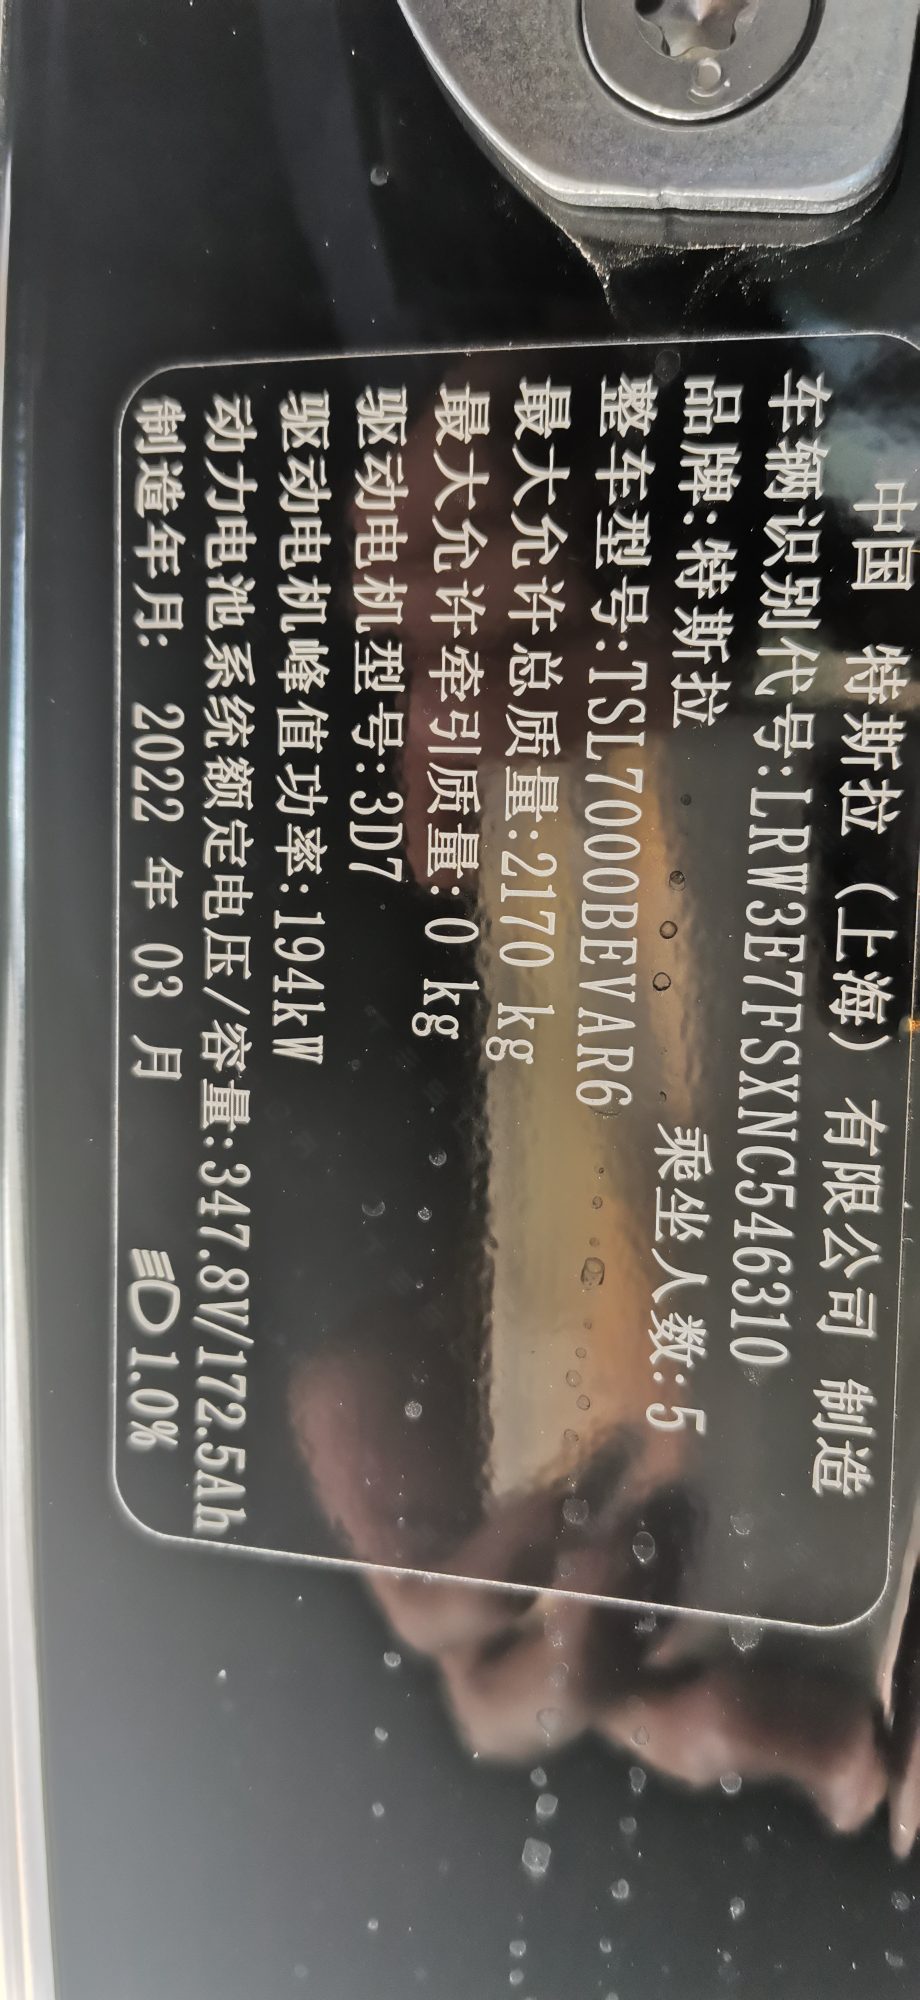 中国 特斯拉（上海）有限公司 制造
车辆识别代号:LRW3E7FSXNC546310
品牌:特斯拉 乘坐人数:5
整车型号:TSL7000BEVAR6
最大允许总质量:2170 kg
最大允许牵引质量:0 kg
驱动电机型号:3D7
驱动电机峰值功率:194kW
动力电池系统额定电压/容量:347.8V/172.5Ah
制造年月: 2022 年 03 月 1.0%